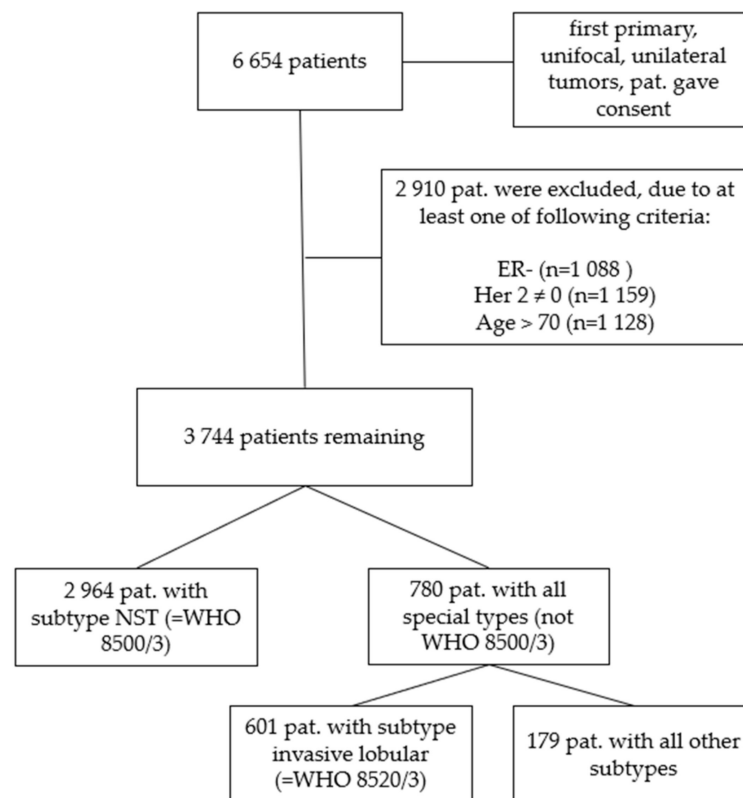 6 654 patients
first primary,
unifocal, unilateral
tumors, pat. gave
consent
2 910 pat. were excluded, due to at
least one of following criteria:
ER- (n=1 088 )
Her 2 ≠ 0 (n=1 159)
Age > 70 (n=1 128)
3 744 patients remaining
2 964 pat. with
subtype NST (=WHO
8500/3)
780 pat. with all
special types (not
WHO 8500/3)
601 pat. with subtype
invasive lobular
(=WHO 8520/3)
179 pat. with all other
subtypes